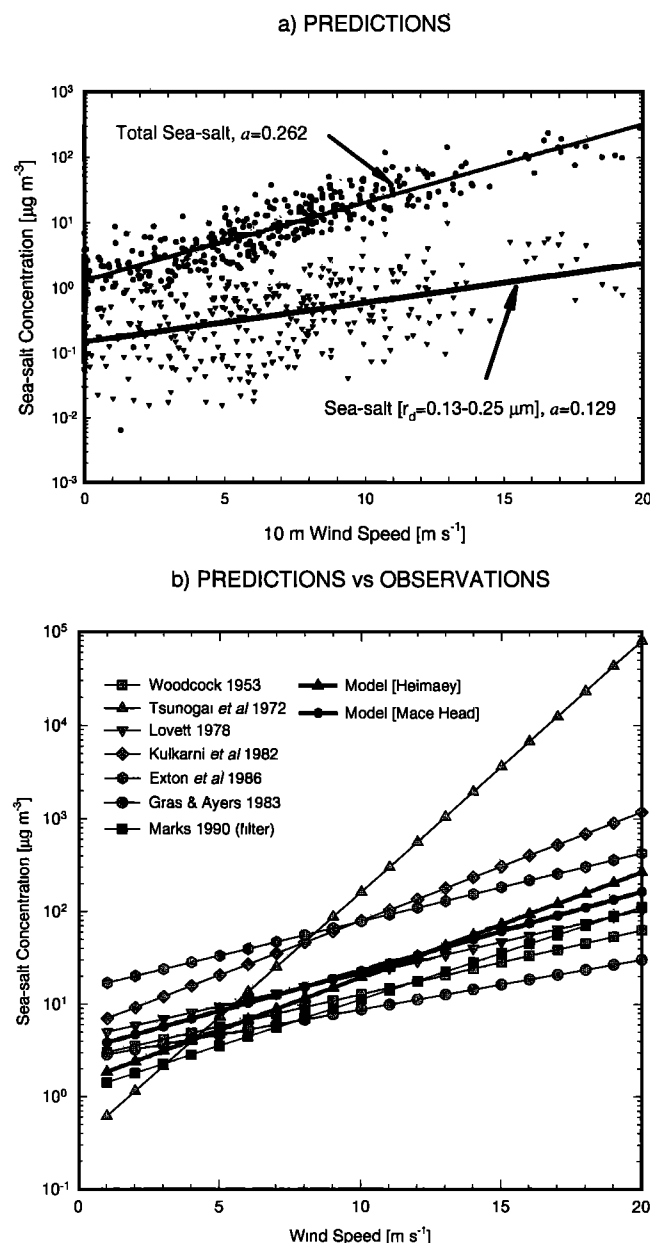 a) PREDICTIONS
10³
10²
10¹
10⁰
10⁻¹
10⁻²
10⁻³
Sea-salt Concentration [µg m⁻³]
Total Sea-salt, a=0.262
Sea-salt [r_d=0.13-0.25 µm], a=0.129
0 5 10 15 20
10 m Wind Speed [m s⁻¹]
b) PREDICTIONS vs OBSERVATIONS
10⁵
10⁴
10³
10²
10¹
10⁰
10⁻¹
Sea-salt Concentration [µg m⁻³]
Woodcock 1953
Tsunogai et al 1972
Lovett 1978
Kulkarni et al 1982
Exton et al 1986
Gras & Ayers 1983
Marks 1990 (filter)
Model [Heimaey]
Model [Mace Head]
0 5 10 15 20
Wind Speed [m s⁻¹]